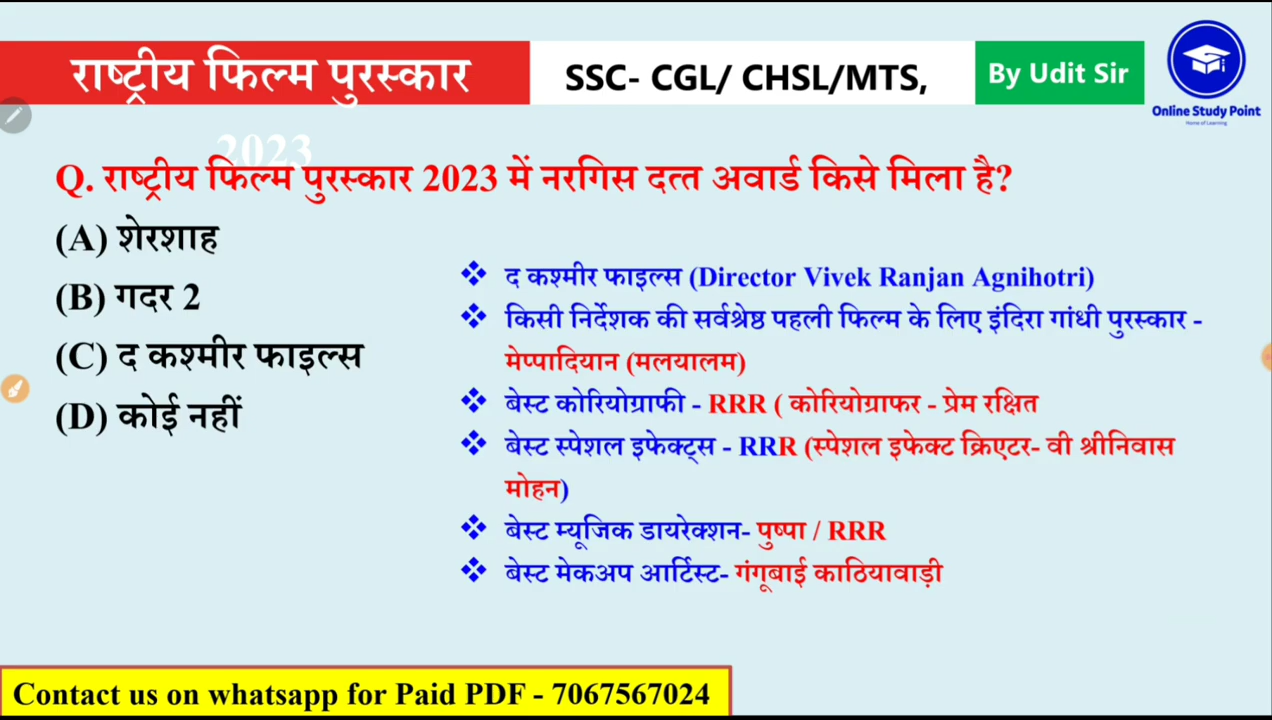 राष्ट्रीय फिल्म पुरस्कार
2023
SSC- CGL/ CHSL/MTS,
By Udit Sir
Online Study Point
Home of Learning
Q. राष्ट्रीय फिल्म पुरस्कार 2023 में नरगिस दत्त अवार्ड किसे मिला है?
(A) शेरशाह
(B) गदर 2
(C) द कश्मीर फाइल्स
(D) कोई नहीं
❖ द कश्मीर फाइल्स (Director Vivek Ranjan Agnihotri)
❖ किसी निर्देशक की सर्वश्रेष्ठ पहली फिल्म के लिए इंदिरा गांधी पुरस्कार -
मेप्पादियान (मलयालम)
❖ बेस्ट कोरियोग्राफी - RRR ( कोरियोग्राफर - प्रेम रक्षित
❖ बेस्ट स्पेशल इफेक्ट्स - RRR (स्पेशल इफेक्ट क्रिएटर- वी श्रीनिवास
मोहन)
❖ बेस्ट म्यूजिक डायरेक्शन- पुष्पा / RRR
❖ बेस्ट मेकअप आर्टिस्ट- गंगूबाई काठियावाड़ी
Contact us on whatsapp for Paid PDF - 7067567024